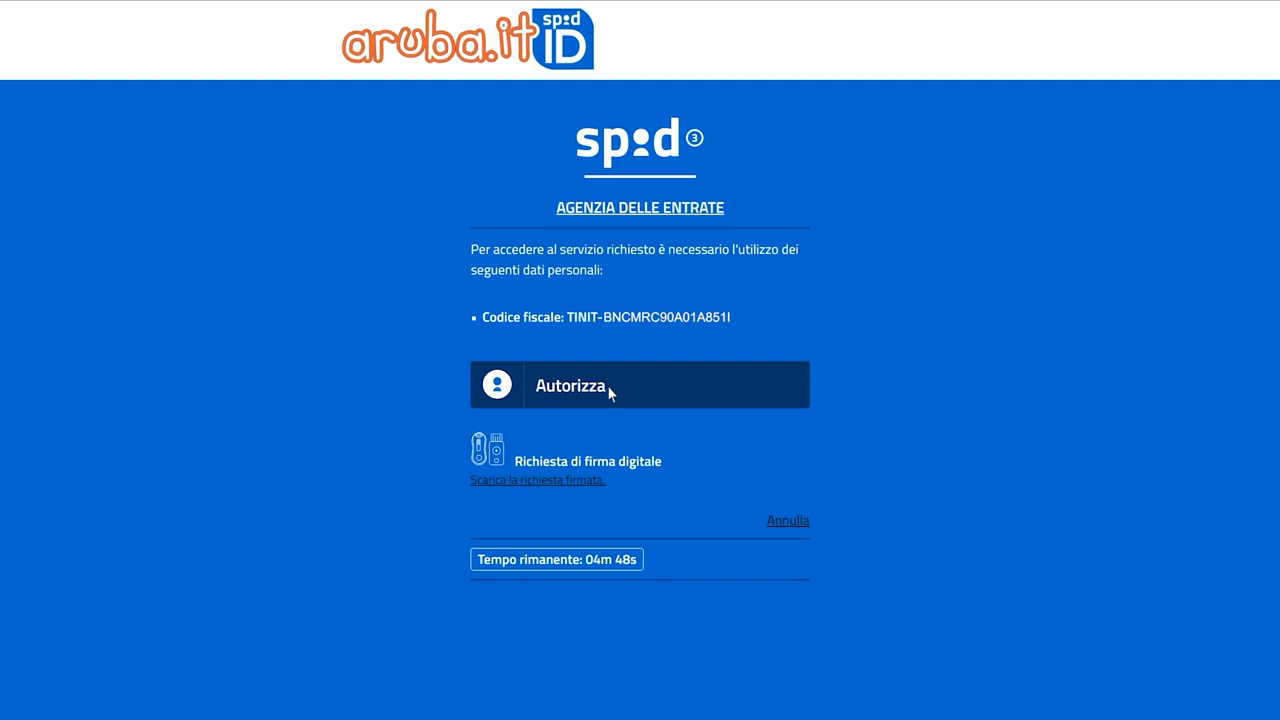 aruba.it spid ID
spid 3
AGENZIA DELLE ENTRATE
Per accedere al servizio richiesto è necessario l'utilizzo dei
seguenti dati personali:
▪ Codice fiscale: TINIT-BNCMRC90A01A851I
Autorizza
Richiesta di firma digitale
Scarica la richiesta firmata.
Annulla
Tempo rimanente: 04m 48s